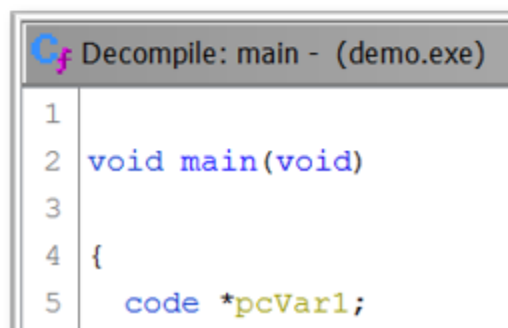 Decompile: main - (demo.exe)
1
2 void main(void)
3
4 {
5 code *pcVar1;